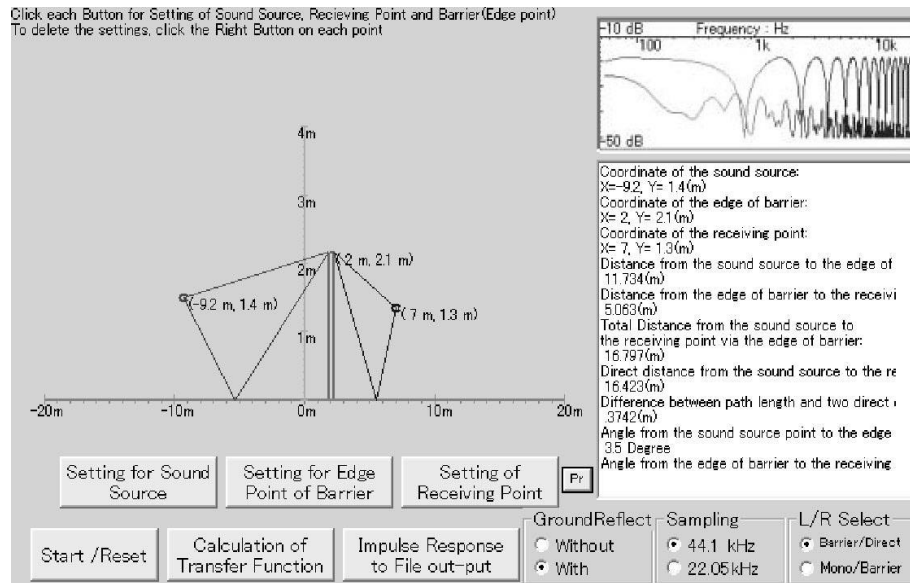 Click each Button for Setting of Sound Source, Recieving Point and Barrier(Edge point)
To delete the settings, click the Right Button on each point
-10 dB Frequency : Hz
100 1k 10k
-50 dB
4m
3m
2m
1m
(-9.2 m, 1.4 m)
( 2 m, 2.1 m)
( 7 m, 1.3 m)
-20m -10m 0m 10m 20m
Coordinate of the sound source:
X=-9.2, Y= 1.4(m)
Coordinate of the edge of barrier:
X= 2, Y= 2.1(m)
Coordinate of the receiving point:
X= 7, Y= 1.3(m)
Distance from the sound source to the edge of
11.734(m)
Distance from the edge of barrier to the receivi
5.063(m)
Total Distance from the sound source to
the receiving point via the edge of barrier:
16.797(m)
Direct distance from the sound source to the re
16.423(m)
Difference between path length and two direct
.3742(m)
Angle from the sound source point to the edge
3.5 Degree
Angle from the edge of barrier to the receiving
Setting for Sound
Source
Setting for Edge
Point of Barrier
Setting of
Receiving Point
Pr
Start /Reset
Calculation of
Transfer Function
Impulse Response
to File out-put
GroundReflect
Without
With
Sampling
44.1 kHz
22.05kHz
L/R Select
Barrier/Direct
Mono/Barrier